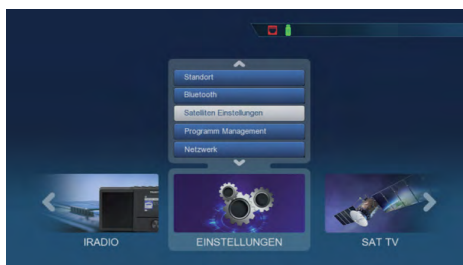 Standort
Bluetooth
Satelliten Einstellungen
Programm Management
Netzwerk
IRADIO
EINSTELLUNGEN
SAT TV